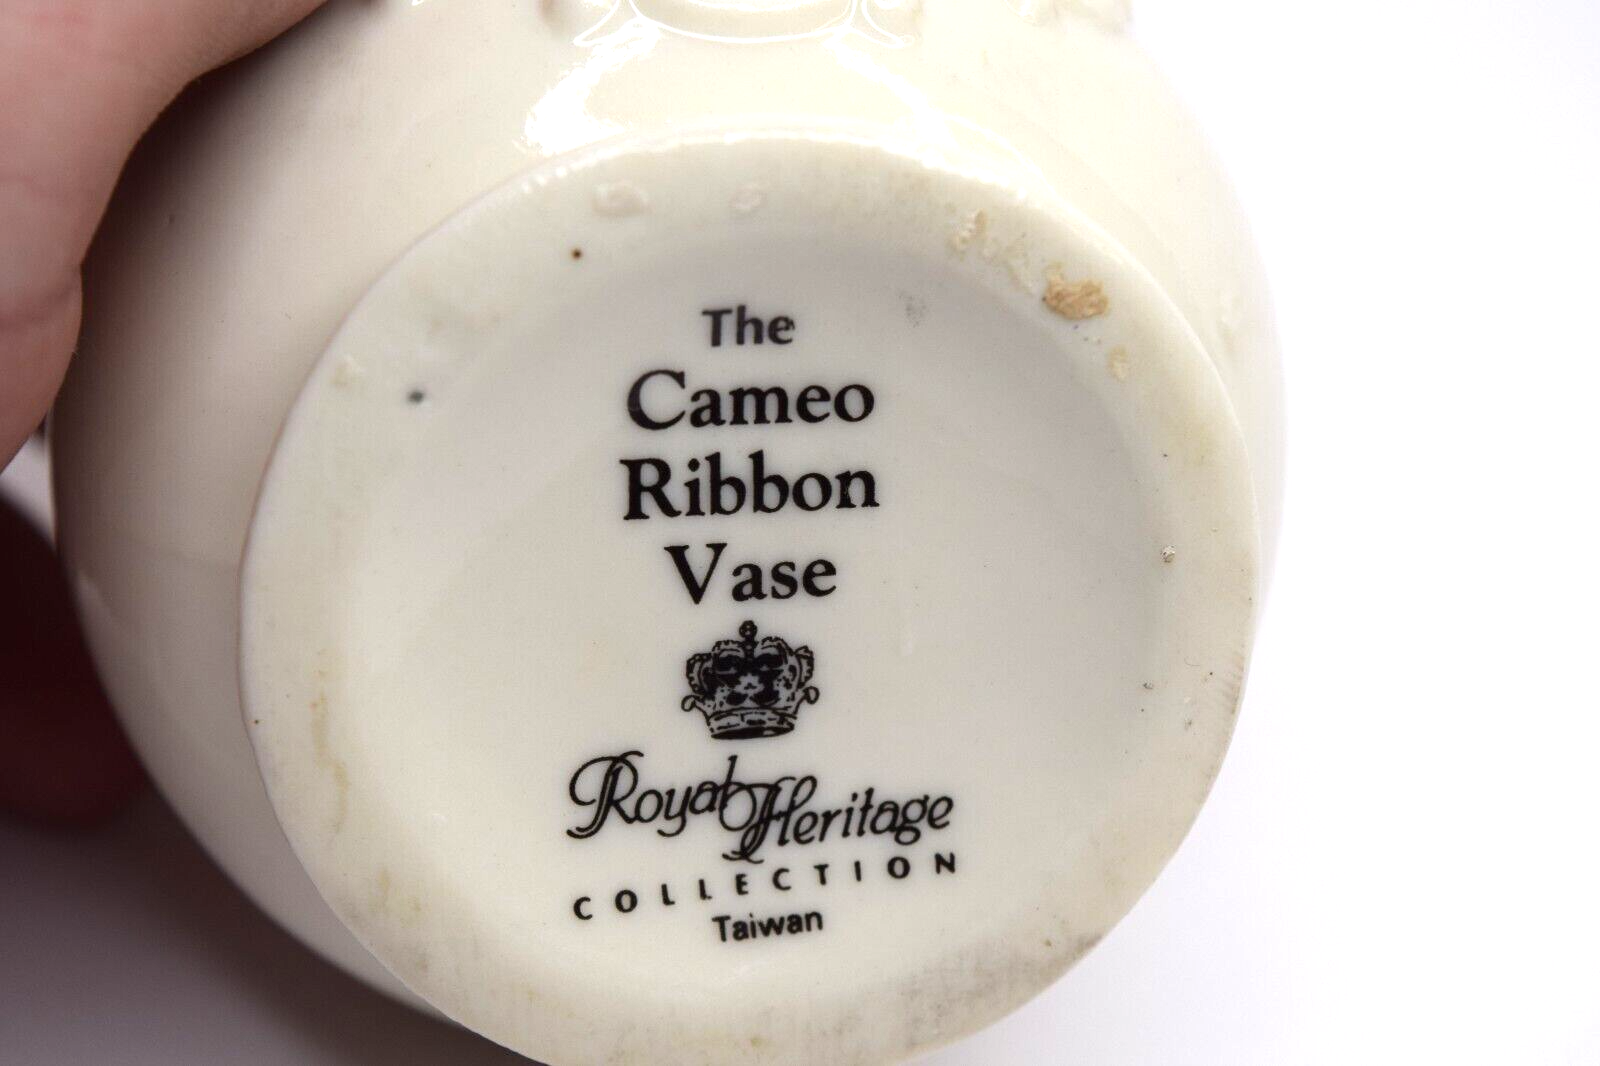 The
Cameo
Ribbon
Vase
Royal Heritage
COLLECTION
Taiwan